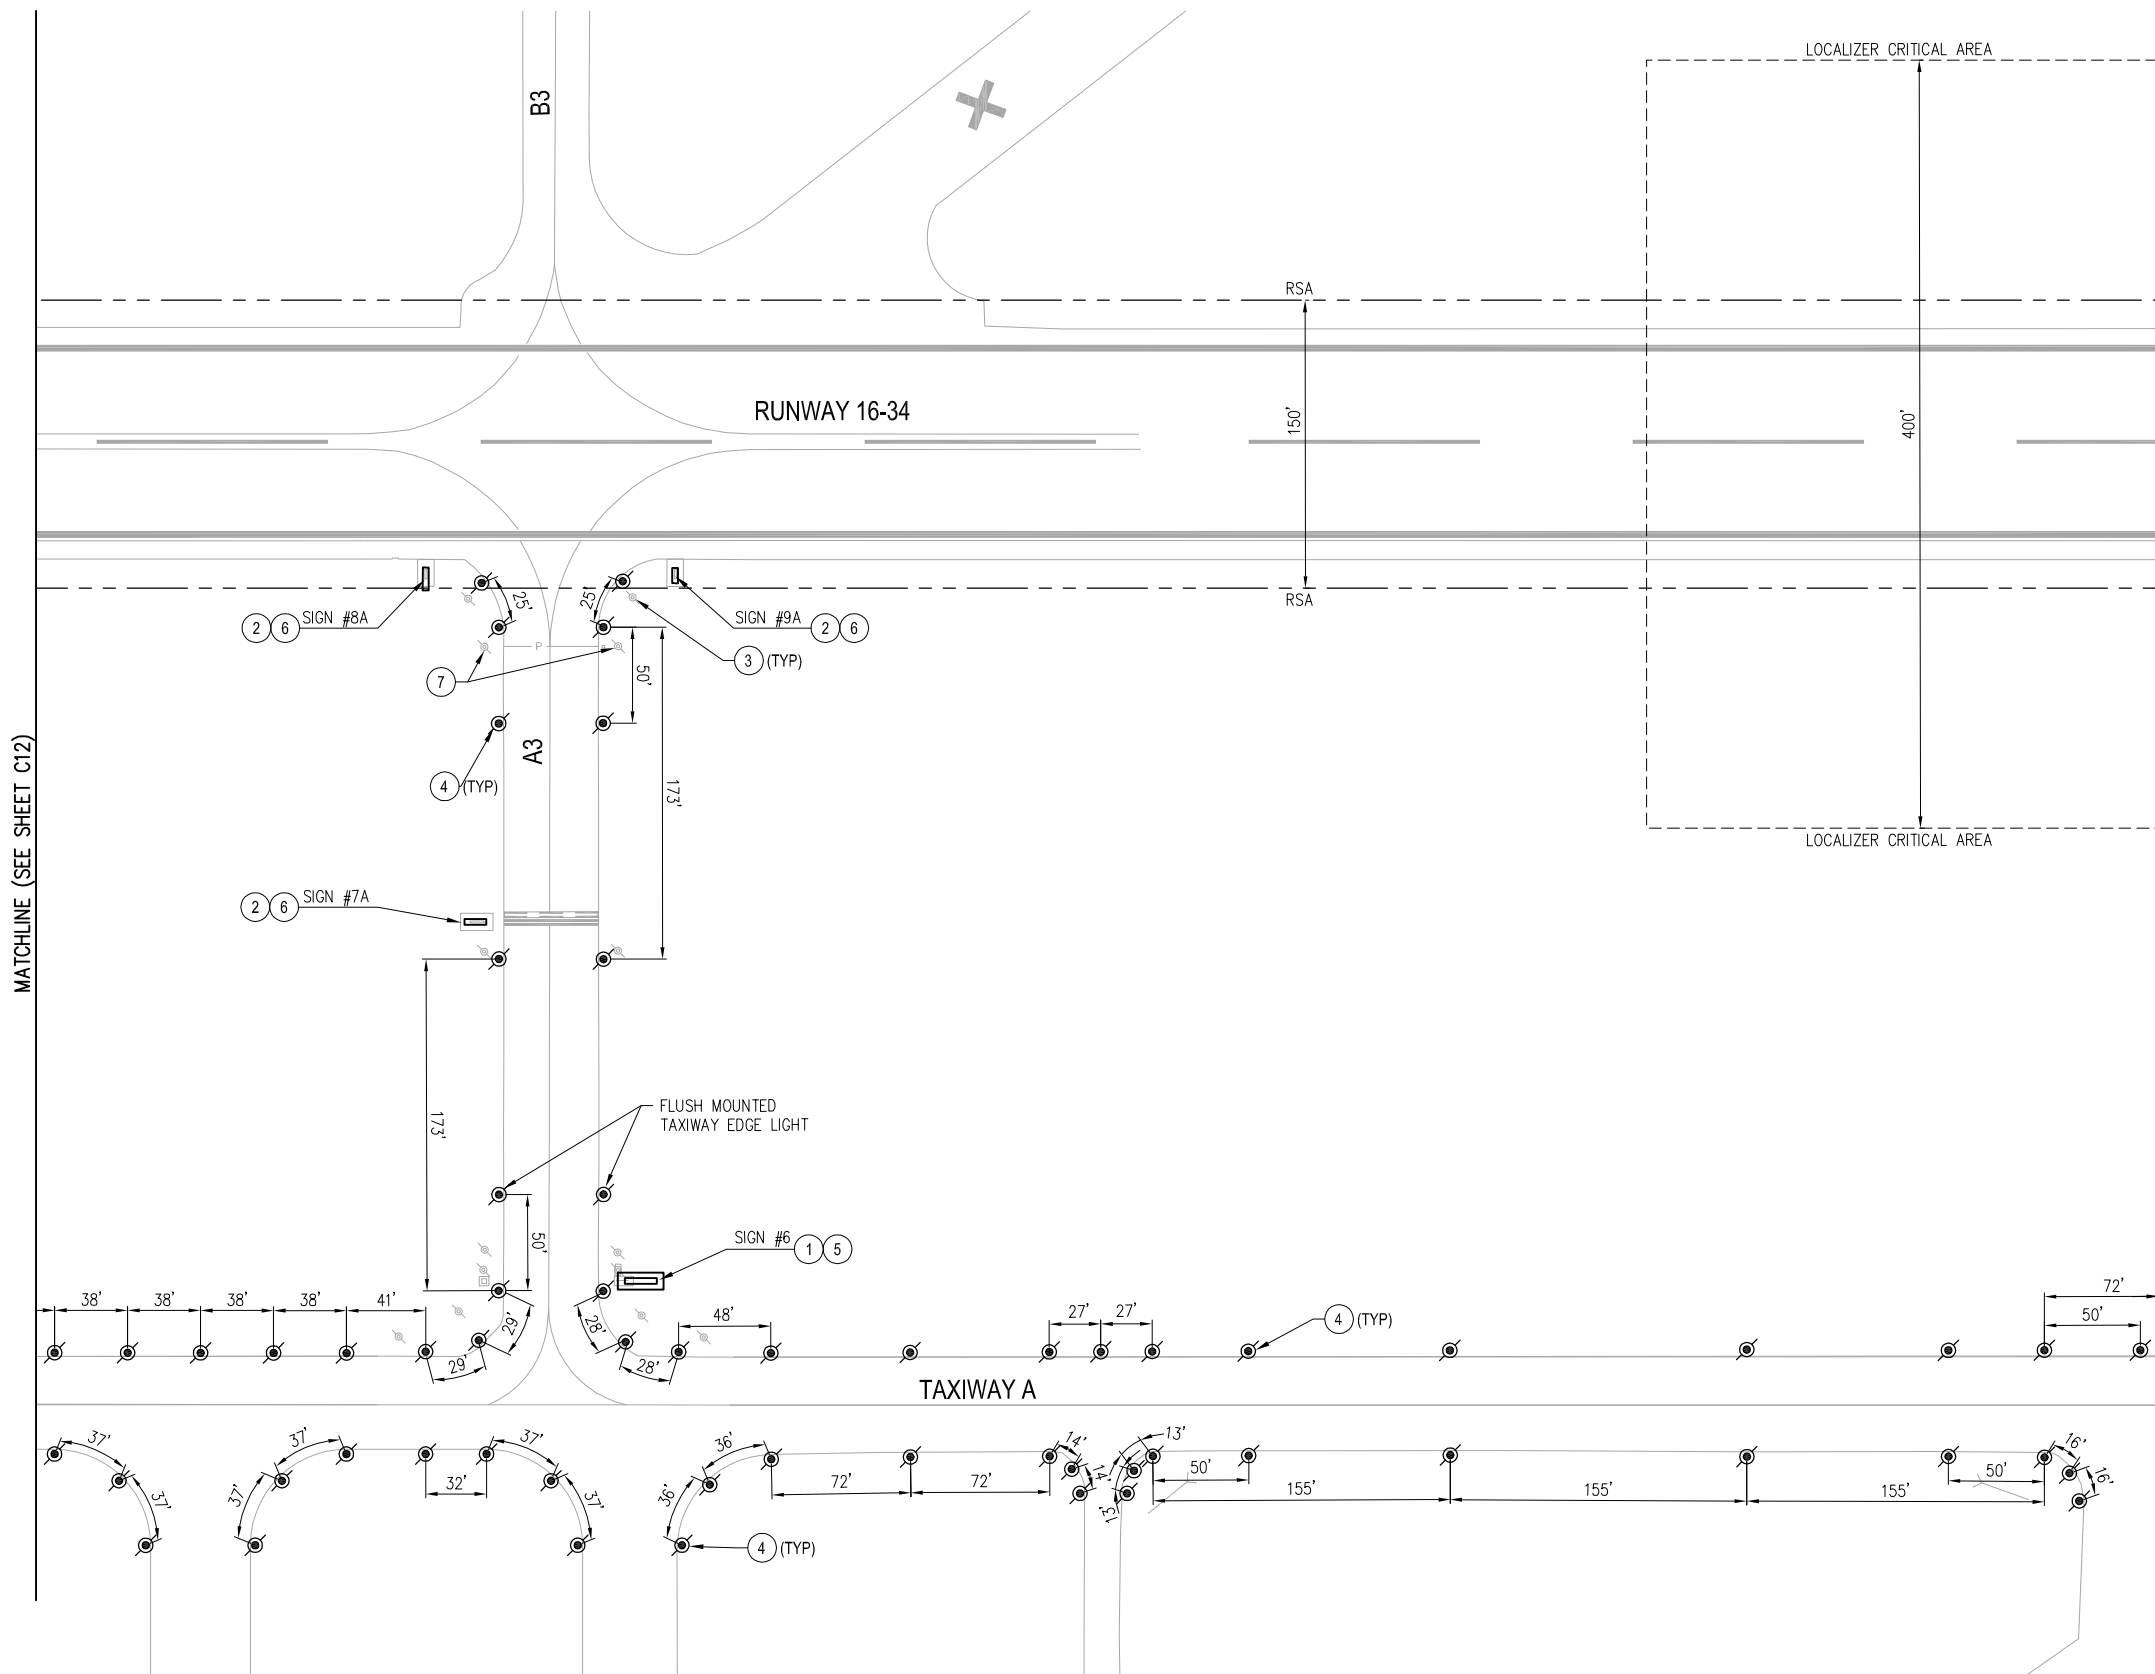 LOCALIZER CRITICAL AREA
B3
RSA
RUNWAY 16-34
150'
400'
25'
25'
RSA
2 6 SIGN #8A
SIGN #9A 2 6
3 (TYP)
7
P
50'
A3
4 (TYP)
173'
MATCHLINE (SEE SHEET C12)
LOCALIZER CRITICAL AREA
2 6 SIGN #7A
173'
FLUSH MOUNTED
TAXIWAY EDGE LIGHT
50'
SIGN #6 1 5
38' 38' 38' 38' 41'
29'
29'
28'
28'
48'
27' 27'
4 (TYP)
72'
50'
TAXIWAY A
37'
37'
37'
37'
32'
37'
37'
36'
36'
72' 72'
14'
14'
13'
13'
50'
155' 155' 155'
50'
16'
16'
4 (TYP)